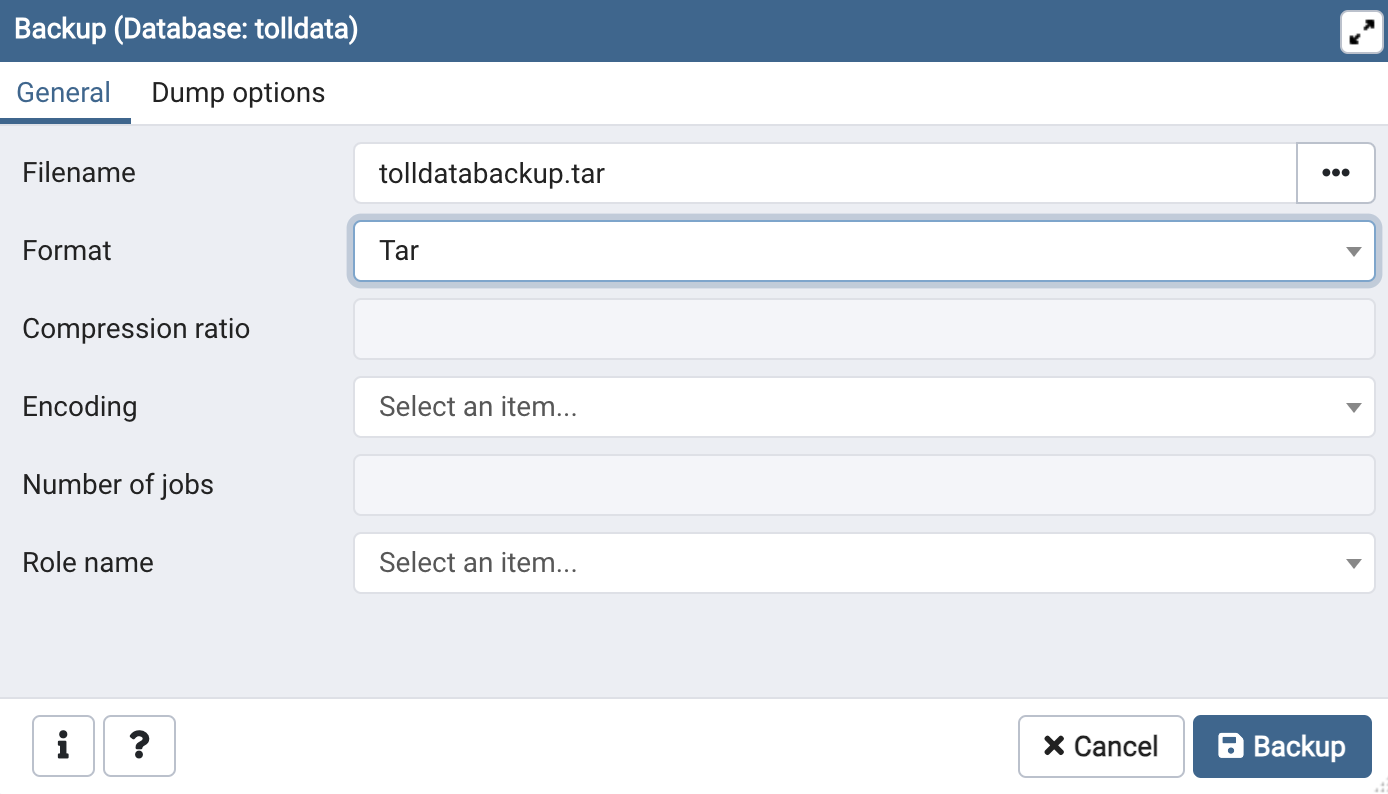 Backup (Database: tolldata)
General Dump options
Filename tolldatabackup.tar •••
Format Tar
Compression ratio
Encoding Select an item...
Number of jobs
Role name Select an item...
i ? Cancel Backup